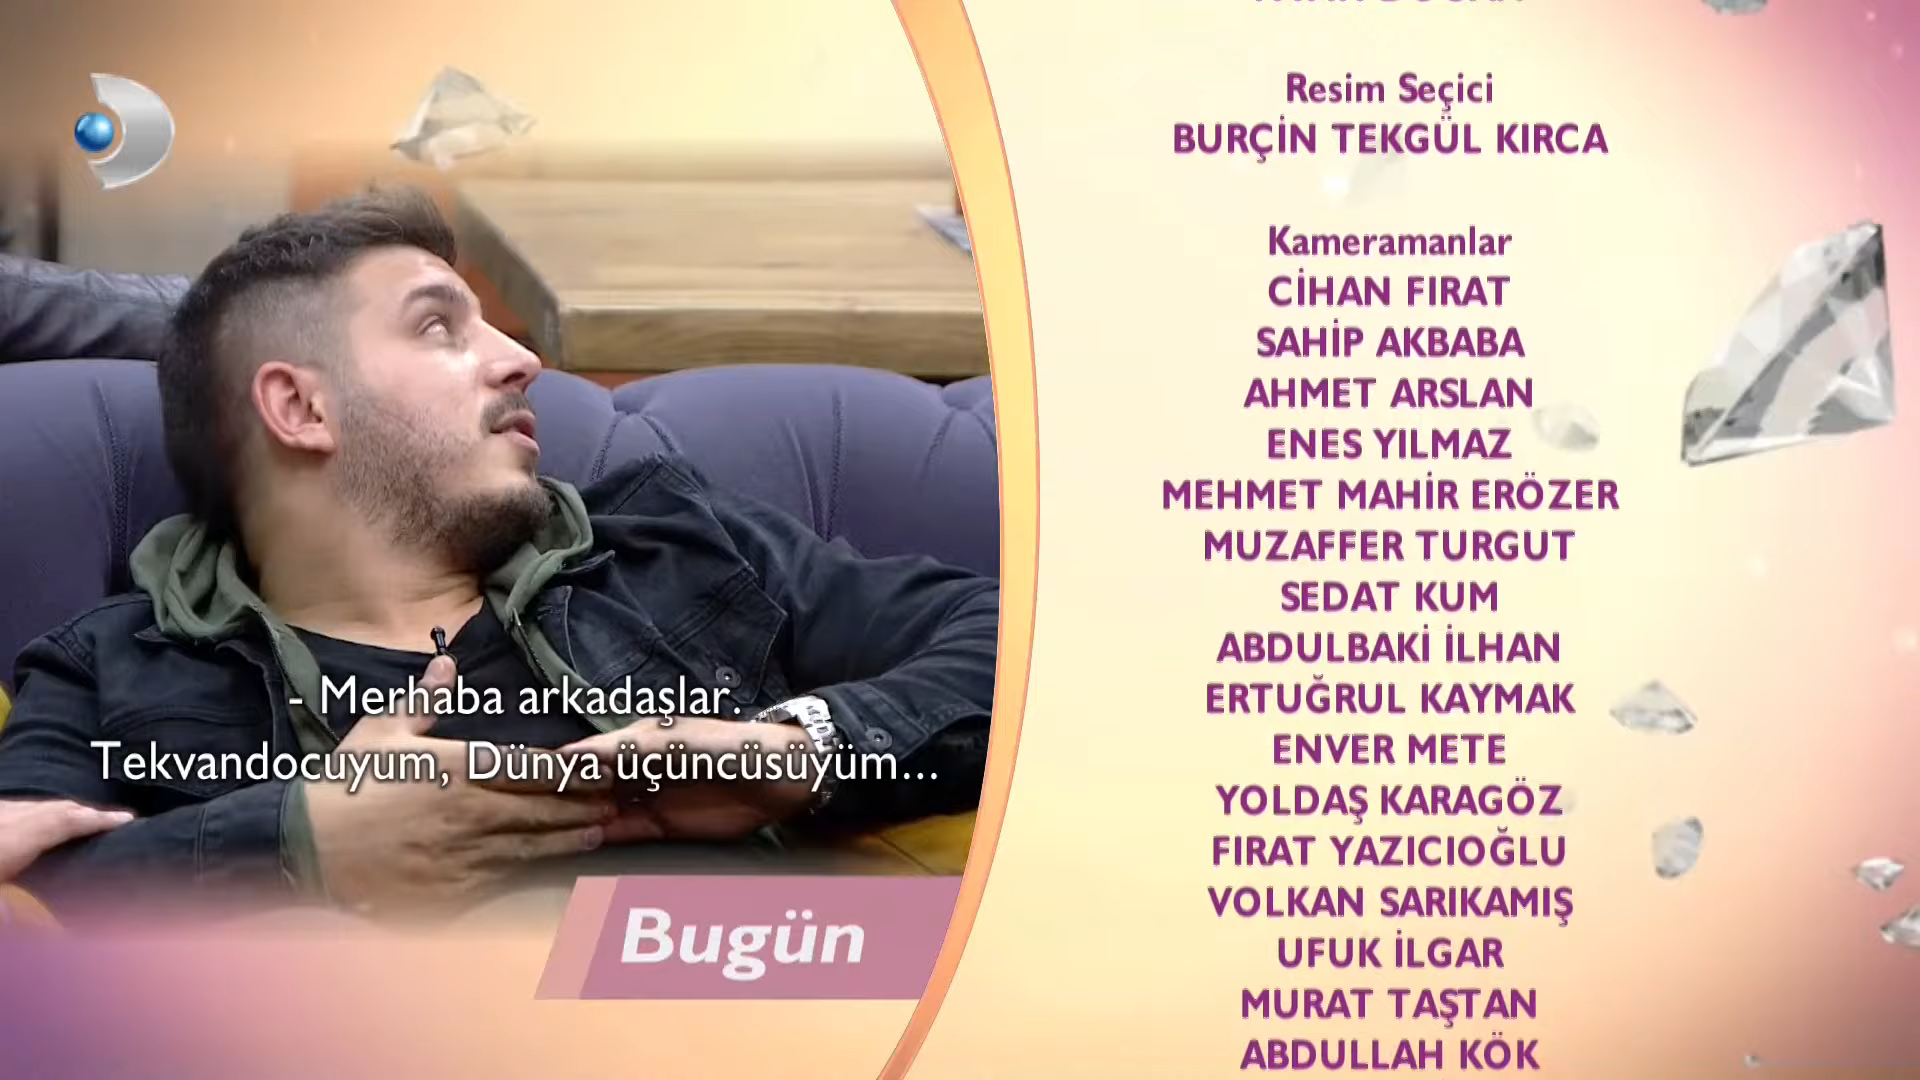 Resim Seçici
BURÇİN TEKGÜL KIRCA
Kameramanlar
CİHAN FIRAT
SAHİP AKBABA
AHMET ARSLAN
ENES YILMAZ
MEHMET MAHİR ERÖZER
MUZAFFER TURGUT
SEDAT KUM
ABDULBAKİ İLHAN
ERTUĞRUL KAYMAK
ENVER METE
YOLDAŞ KARAGÖZ
FIRAT YAZICIOĞLU
VOLKAN SARIKAMIŞ
UFUK İLGAR
MURAT TAŞTAN
ABDULLAH KÖK
- Merhaba arkadaşlar.
Tekvandocuyum, Dünya üçüncüsüyüm...
Bugün